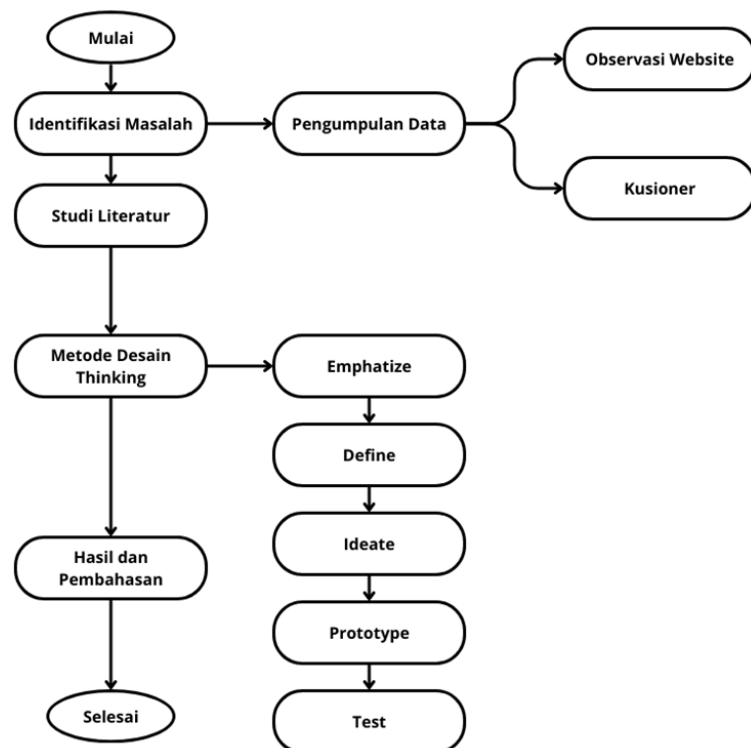 Mulai
Observasi Website
Identifikasi Masalah
Pengumpulan Data
Kusioner
Studi Literatur
Metode Desain
Thinking
Emphatize
Define
Ideate
Hasil dan
Pembahasan
Prototype
Selesai
Test